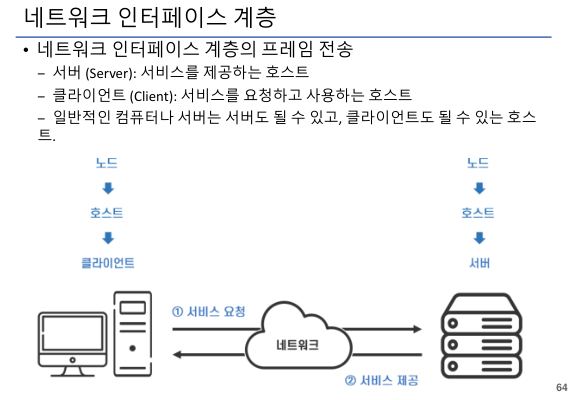 네트워크 인터페이스 계층
• 네트워크 인터페이스 계층의 프레임 전송
– 서버 (Server): 서비스를 제공하는 호스트
– 클라이언트 (Client): 서비스를 요청하고 사용하는 호스트
– 일반적인 컴퓨터나 서버는 서버도 될 수 있고, 클라이언트도 될 수 있는 호스
트.
노드
호스트
클라이언트
노드
호스트
서버
① 서비스 요청
네트워크
② 서비스 제공
64